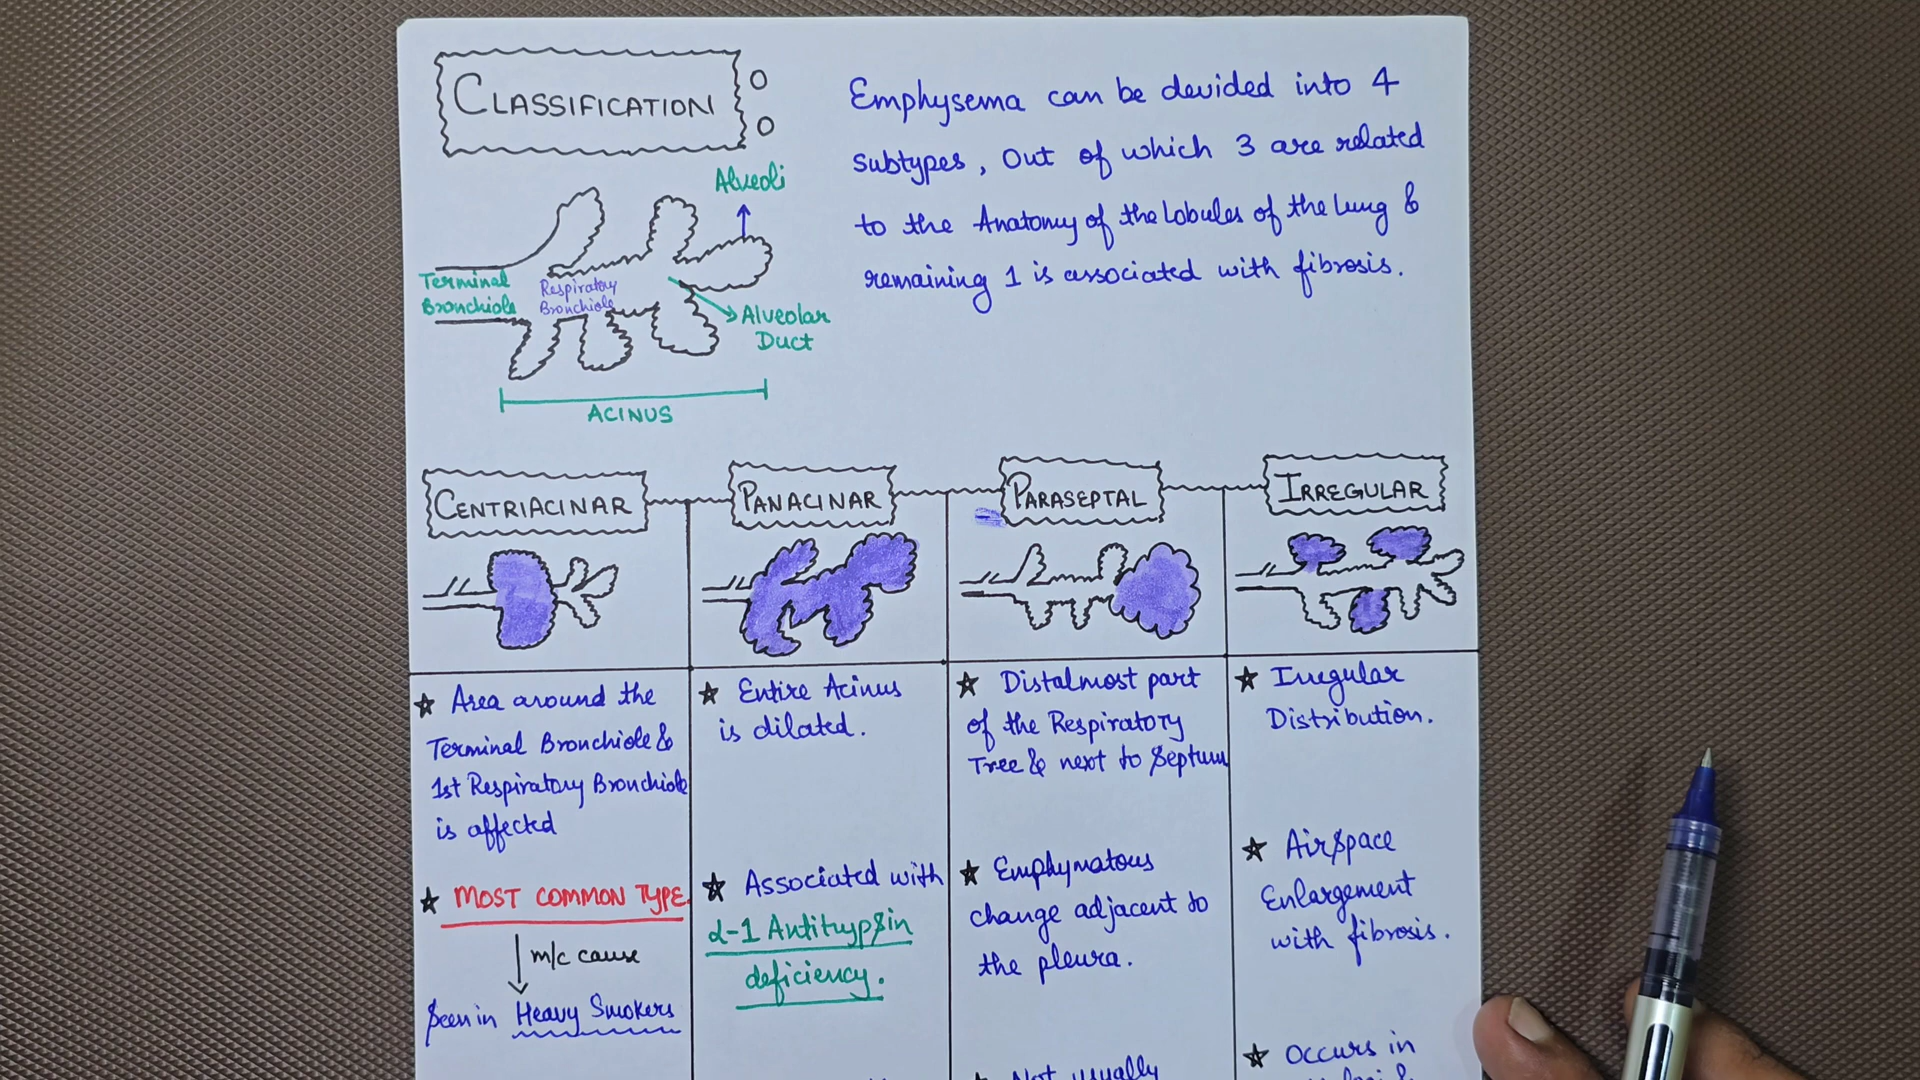 CLASSIFICATION
Emphysema can be devided into 4
subtypes, Out of which 3 are related
to the Anatomy of the Lobules of the Lung &
remaining 1 is associated with fibrosis.
Alveoli
Terminal
Bronchiole
Respiratory
Bronchiole
Alveolar
Duct
ACINUS
CENTRIACINAR
PANACINAR
PARASEPTAL
IRREGULAR
☆ Area around the
Terminal Bronchiole &
1st Respiratory Bronchiole
is affected
☆ MOST COMMON TYPE.
m/c cause
Seen in Heavy Smokers
☆ Entire Acinus
is dilated.
☆ Associated with
α-1 Antitrypsin
deficiency.
☆ Distalmost part
of the Respiratory
Tree & next to Septum
☆ Emphymatous
change adjacent to
the pleura.
Not usually
☆ Irregular
Distribution.
☆ Airspace
Enlargement
with fibrosis.
☆ Occurs in